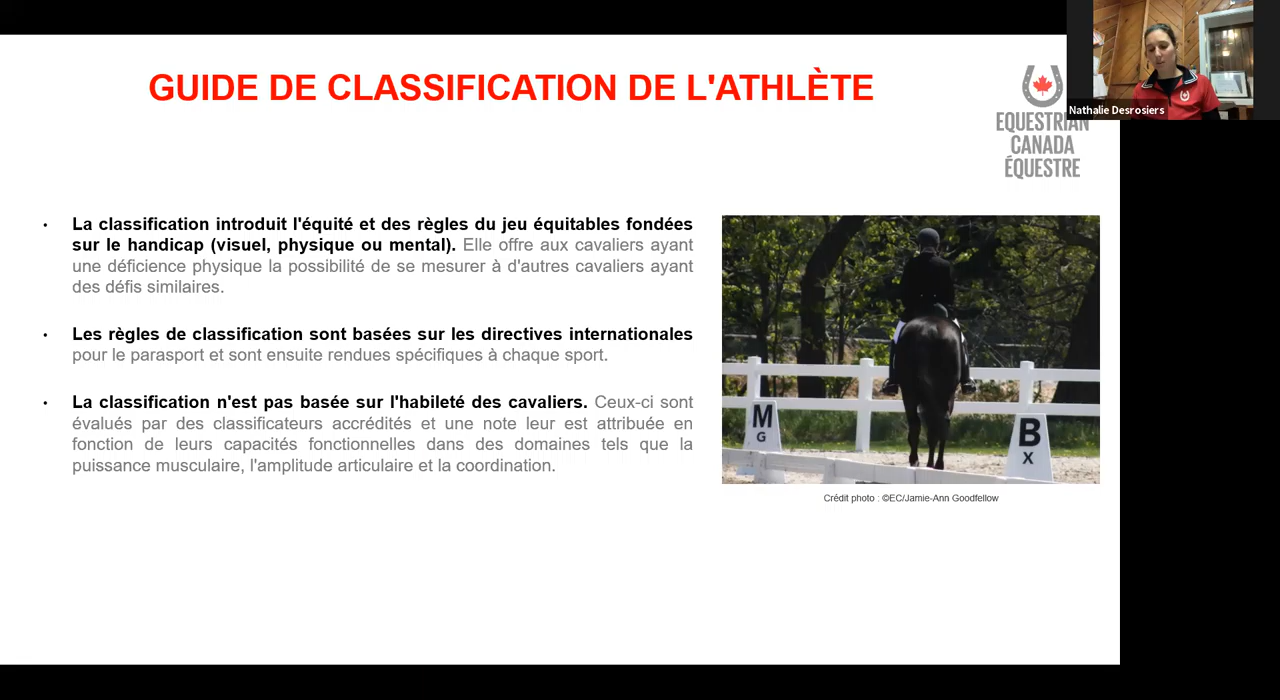 GUIDE DE CLASSIFICATION DE L'ATHLÈTE
Nathalie Desrosiers
EQUESTRIAN
CANADA
ÉQUESTRE
• La classification introduit l'équité et des règles du jeu équitables fondées
sur le handicap (visuel, physique ou mental). Elle offre aux cavaliers ayant
une déficience physique la possibilité de se mesurer à d'autres cavaliers ayant
des défis similaires.
• Les règles de classification sont basées sur les directives internationales
pour le parasport et sont ensuite rendues spécifiques à chaque sport.
• La classification n'est pas basée sur l'habileté des cavaliers. Ceux-ci sont
évalués par des classificateurs accrédités et une note leur est attribuée en
fonction de leurs capacités fonctionnelles dans des domaines tels que la
puissance musculaire, l'amplitude articulaire et la coordination.
M
G
B
X
Crédit photo : ©EC/Jamie-Ann Goodfellow